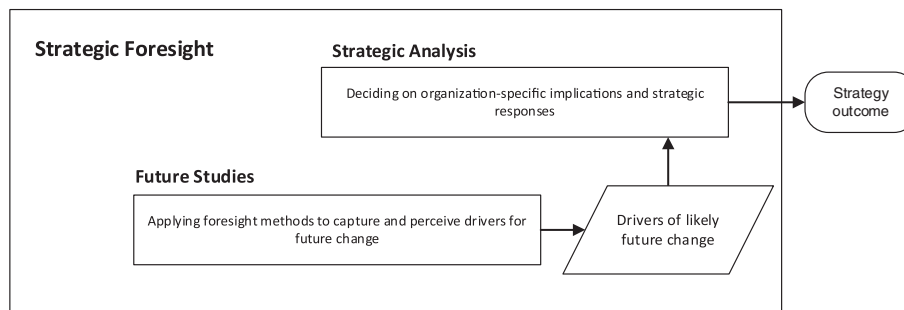 Strategic Foresight
Strategic Analysis
Deciding on organization-specific implications and strategic
responses
Strategy
outcome
Future Studies
Applying foresight methods to capture and perceive drivers for
future change
Drivers of likely
future change